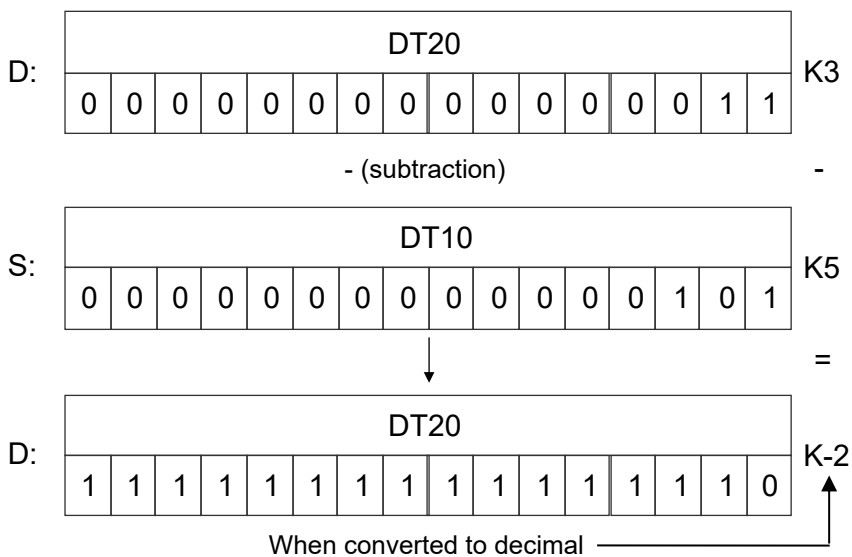 DT20
D: 0 0 0 0 0 0 0 0 0 0 0 0 0 0 1 1 K3
- (subtraction) -
DT10
S: 0 0 0 0 0 0 0 0 0 0 0 0 0 1 0 1 K5
=
DT20
D: 1 1 1 1 1 1 1 1 1 1 1 1 1 1 1 0 K-2
When converted to decimal